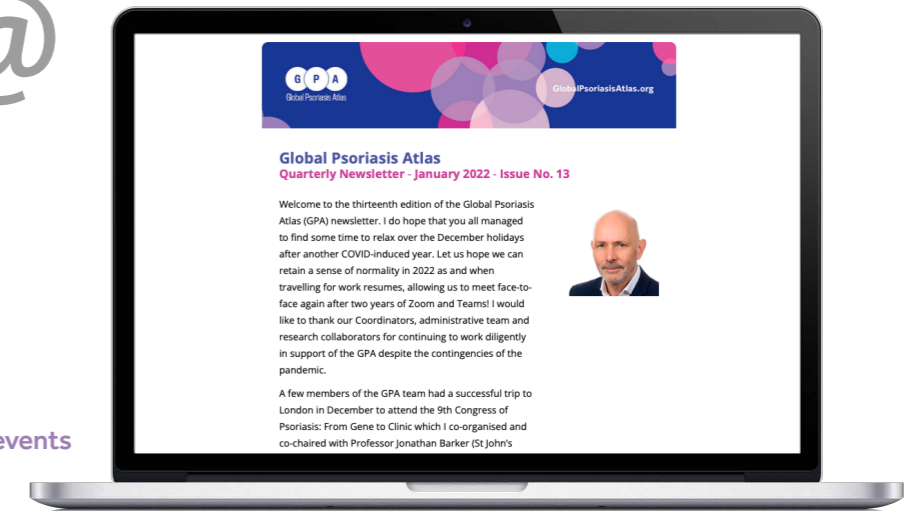 @
G P A
Global Psoriasis Atlas
GlobalPsoriasisAtlas.org
Global Psoriasis Atlas
Quarterly Newsletter - January 2022 - Issue No. 13
Welcome to the thirteenth edition of the Global Psoriasis
Atlas (GPA) newsletter. I do hope that you all managed
to find some time to relax over the December holidays
after another COVID-induced year. Let us hope we can
retain a sense of normality in 2022 as and when
travelling for work resumes, allowing us to meet face-to-
face again after two years of Zoom and Teams! I would
like to thank our Coordinators, administrative team and
research collaborators for continuing to work diligently
in support of the GPA despite the contingencies of the
pandemic.
A few members of the GPA team had a successful trip to
London in December to attend the 9th Congress of
Psoriasis: From Gene to Clinic which I co-organised and
co-chaired with Professor Jonathan Barker (St John's
events